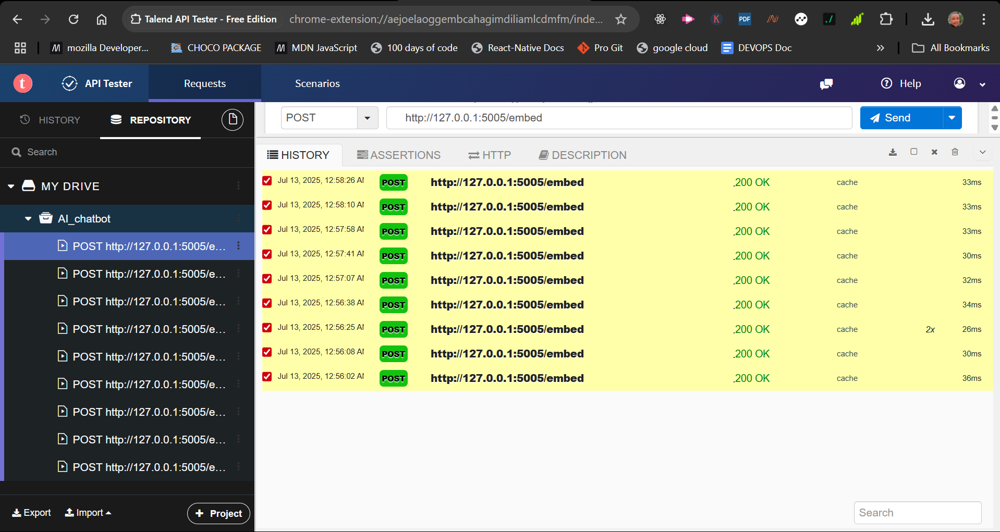 Talend API Tester - Free Edition chrome-extension://aejoelaoggembcahagimdiliamlcdmfm/inde...
mozilla Developer... CHOCO PACKAGE MDN JavaScript 100 days of code React-Native Docs Pro Git google cloud DEVOPS Doc » All Bookmarks
t API Tester Requests Scenarios Help
HISTORY REPOSITORY
POST http://127.0.0.1:5005/embed Send
Search
HISTORY ASSERTIONS HTTP DESCRIPTION
MY DRIVE
AI_chatbot
POST http://127.0.0.1:5005/e...
POST http://127.0.0.1:5005/e...
POST http://127.0.0.1:5005/e...
POST http://127.0.0.1:5005/e...
POST http://127.0.0.1:5005/e...
POST http://127.0.0.1:5005/e...
POST http://127.0.0.1:5005/e...
POST http://127.0.0.1:5005/e...
POST http://127.0.0.1:5005/e...
Export Import + Project
Jul 13, 2025, 12:58:26 POST http://127.0.0.1:5005/embed .200 OK cache 33ms
Jul 13, 2025, 12:58:10 POST http://127.0.0.1:5005/embed .200 OK cache 33ms
Jul 13, 2025, 12:57:58 POST http://127.0.0.1:5005/embed .200 OK cache 33ms
Jul 13, 2025, 12:57:41 POST http://127.0.0.1:5005/embed .200 OK cache 30ms
Jul 13, 2025, 12:57:07 POST http://127.0.0.1:5005/embed .200 OK cache 32ms
Jul 13, 2025, 12:56:38 POST http://127.0.0.1:5005/embed .200 OK cache 34ms
Jul 13, 2025, 12:56:25 POST http://127.0.0.1:5005/embed .200 OK cache 2x 26ms
Jul 13, 2025, 12:56:08 POST http://127.0.0.1:5005/embed .200 OK cache 30ms
Jul 13, 2025, 12:56:02 POST http://127.0.0.1:5005/embed .200 OK cache 36ms
Search